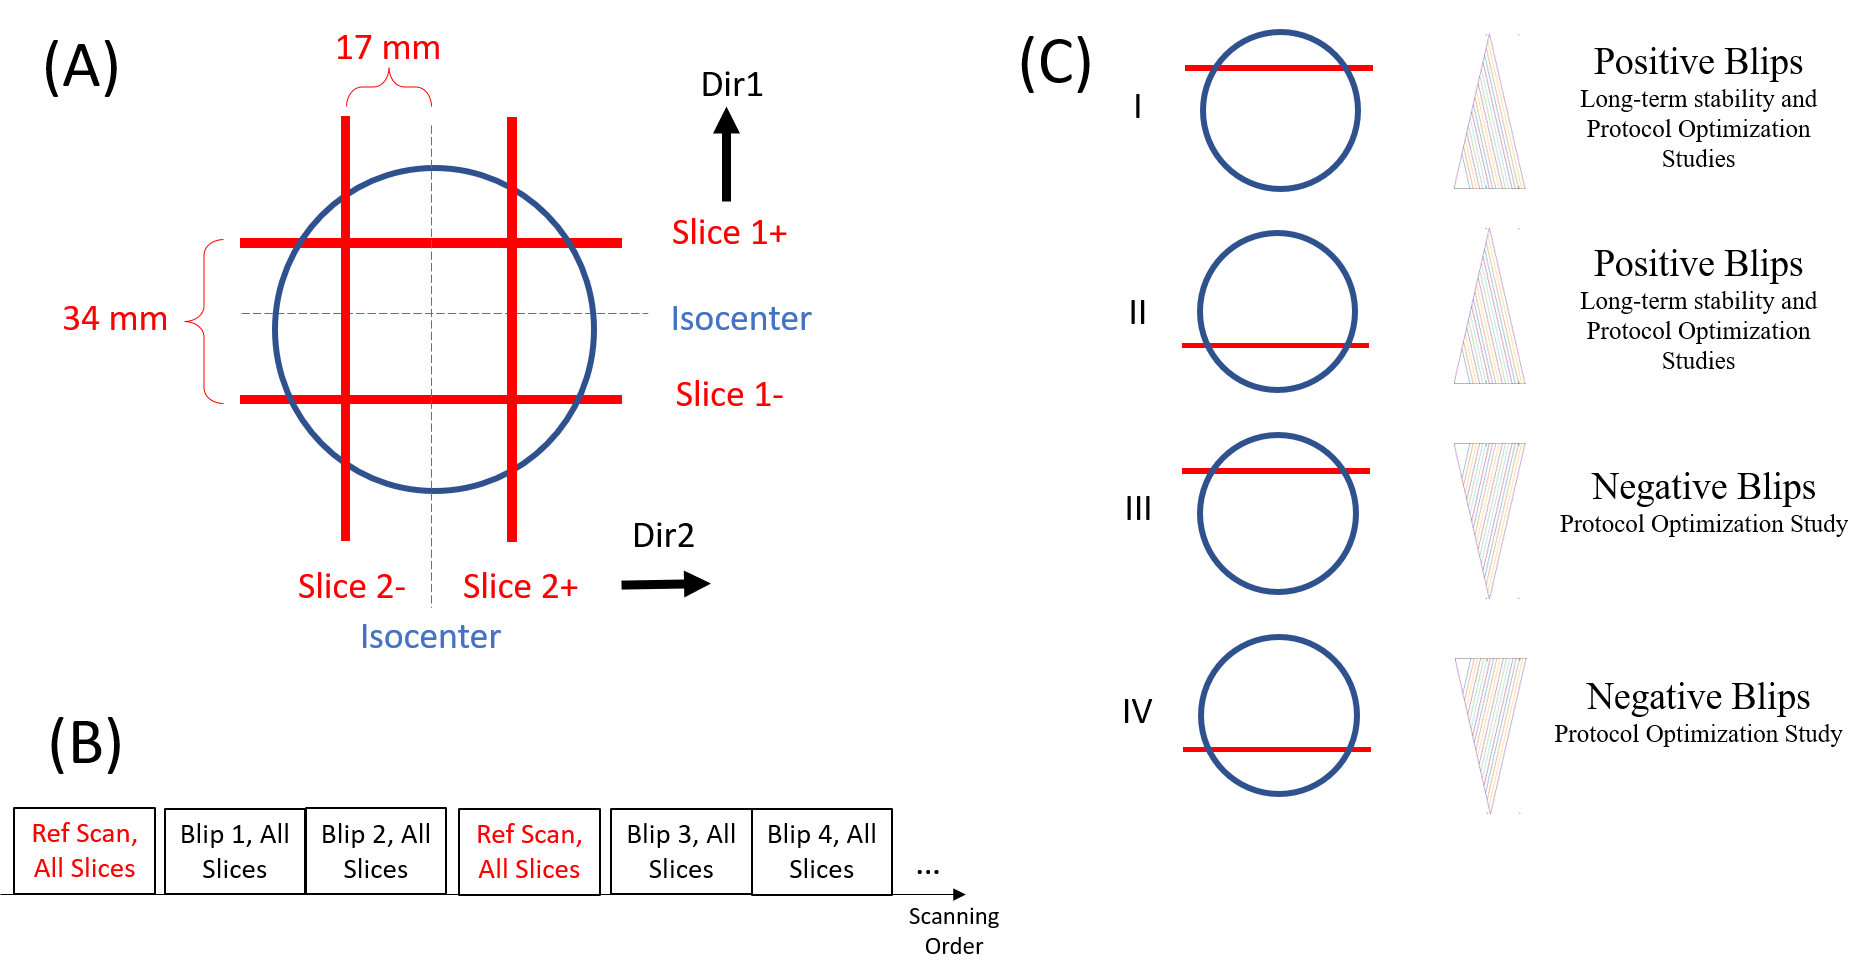 (A)
17 mm
Dir1
Slice 1+
34 mm
Isocenter
Slice 1-
Dir2
Slice 2-
Slice 2+
Isocenter
(B)
Ref Scan,
All Slices
Blip 1, All
Slices
Blip 2, All
Slices
Ref Scan,
All Slices
Blip 3, All
Slices
Blip 4, All
Slices
...
Scanning
Order
(C)
I
Positive Blips
Long-term stability and
Protocol Optimization
Studies
II
Positive Blips
Long-term stability and
Protocol Optimization
Studies
III
Negative Blips
Protocol Optimization Study
IV
Negative Blips
Protocol Optimization Study